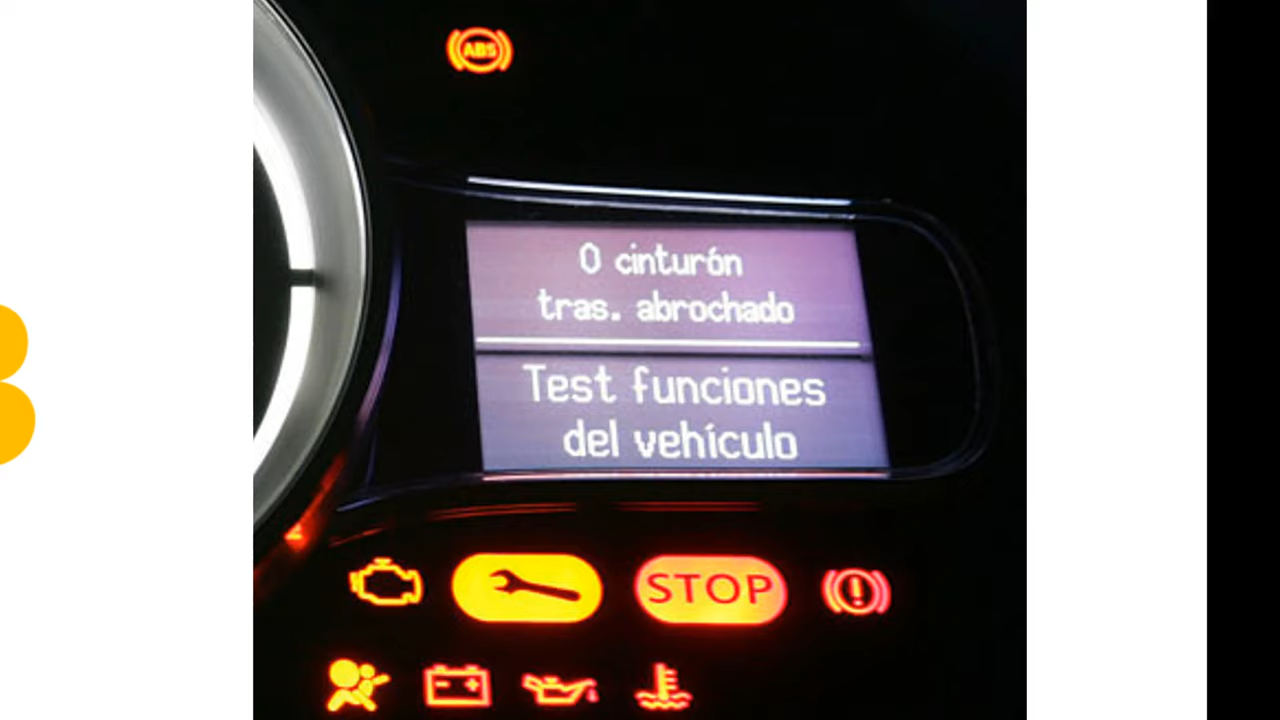 ABS
0 cinturón
tras. abrochado
Test funciones
del vehículo
STOP